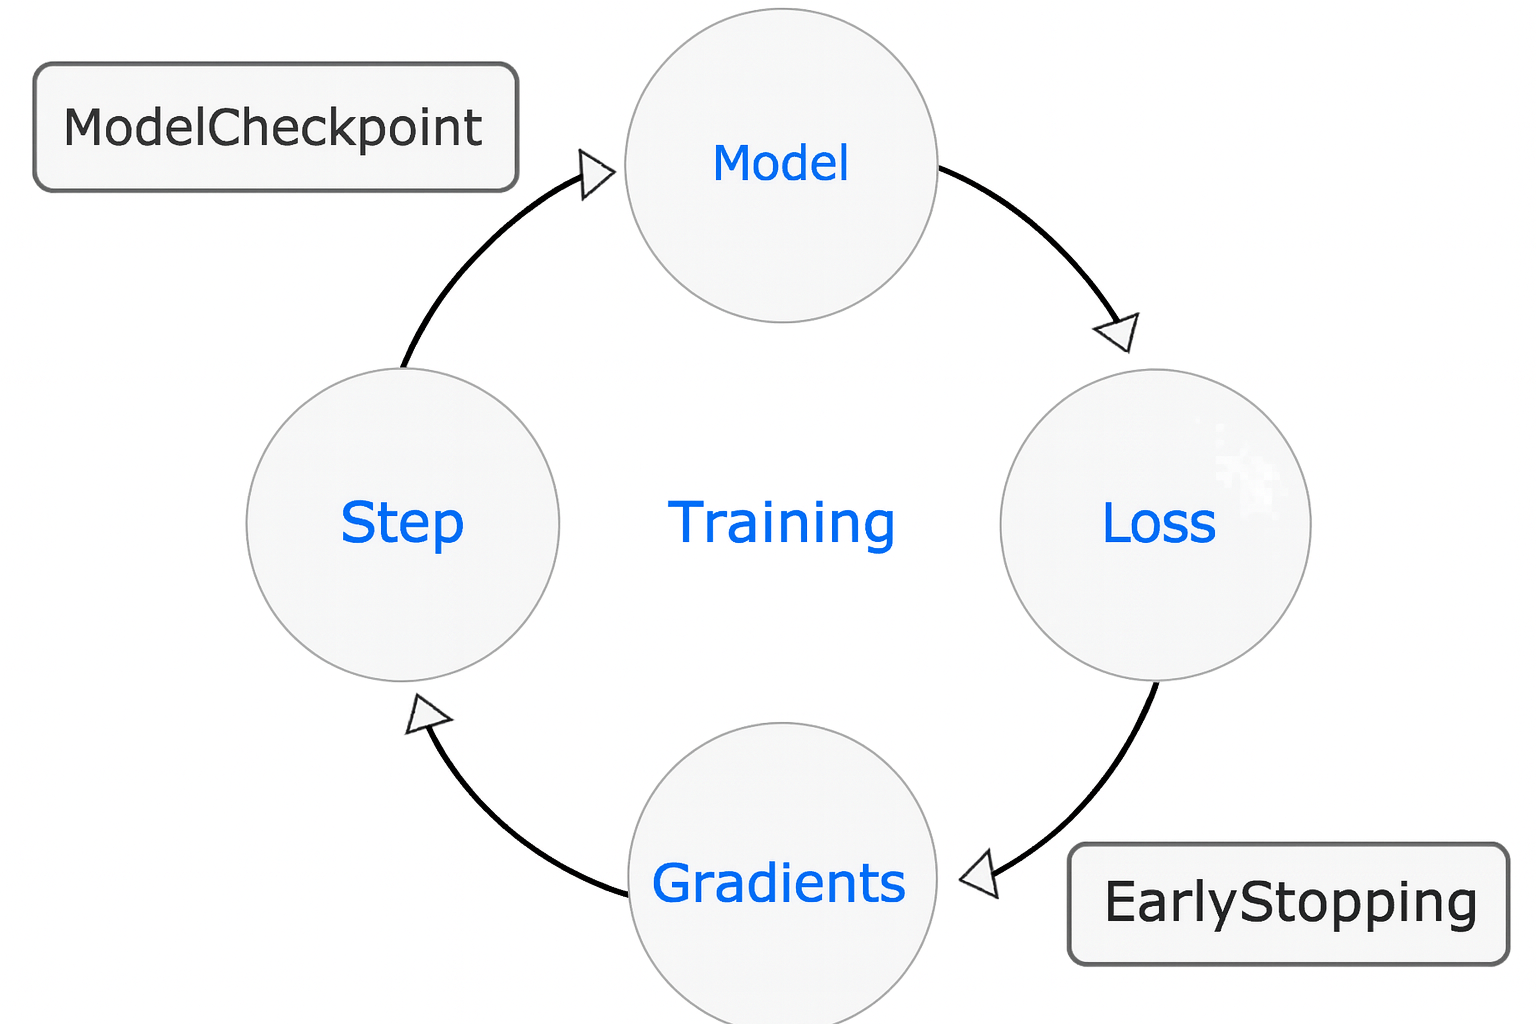 ModelCheckpoint
Model
Step
Training
Loss
Gradients
EarlyStopping